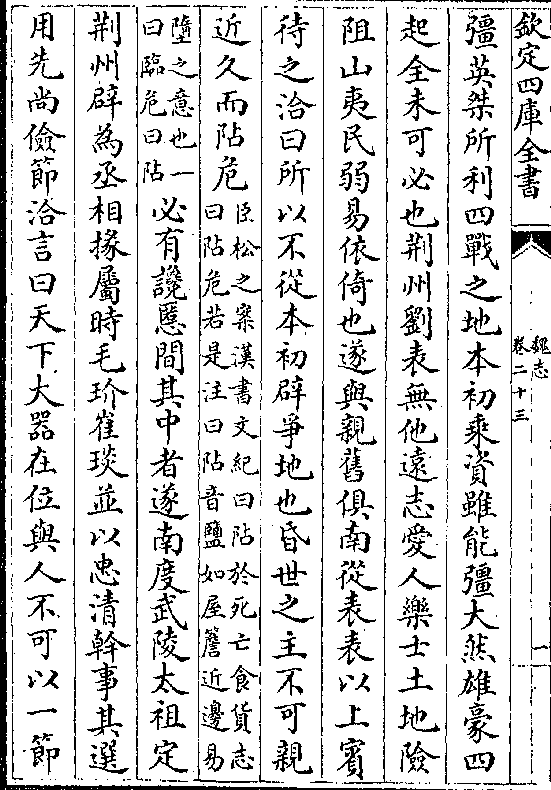 欽定四庫全書
魏志
卷二十三
一
彊英桀所利四戰之地本初乘資雖能彊大然雄豪四
起全未可必也荆州劉表無他遠志愛人樂士土地險
阻山夷民弱易依倚也遂與親舊俱南從表表以上賓
待之洽曰所以不從本初辟爭地也昏世之主不可親
近久而阽危臣松之案漢書文紀曰阽於死亡食貨志
曰阽危若是注曰阽音鹽如屋簷近邊易
墮之意也一
曰臨危曰阽必有讒慝間其中者遂南度武陵太祖定
荆州辟為丞相掾屬時毛玠崔琰並以忠清幹事其選
用先尚儉節洽言曰天下大器在位與人不可以一節